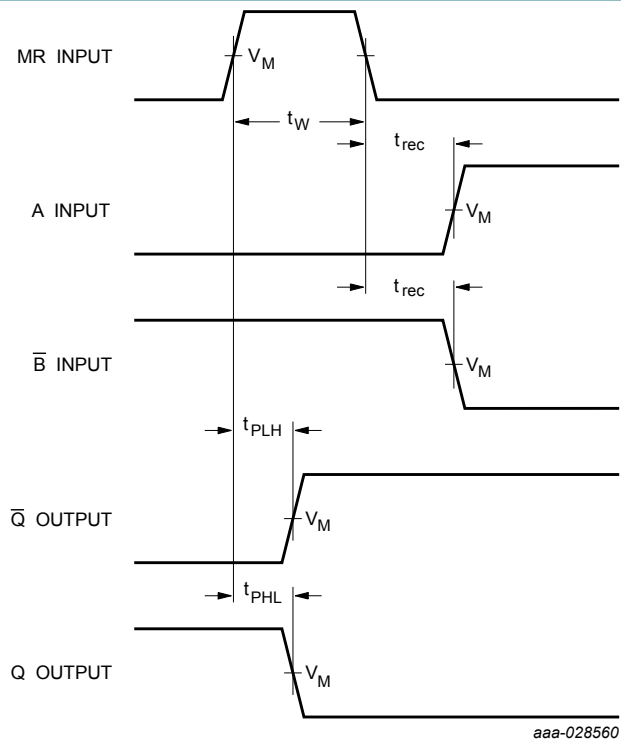 MR INPUT
V_M
t_W
t_rec
A INPUT
V_M
t_rec
B̅ INPUT
V_M
t_PLH
Q̅ OUTPUT
V_M
t_PHL
Q OUTPUT
V_M
aaa-028560